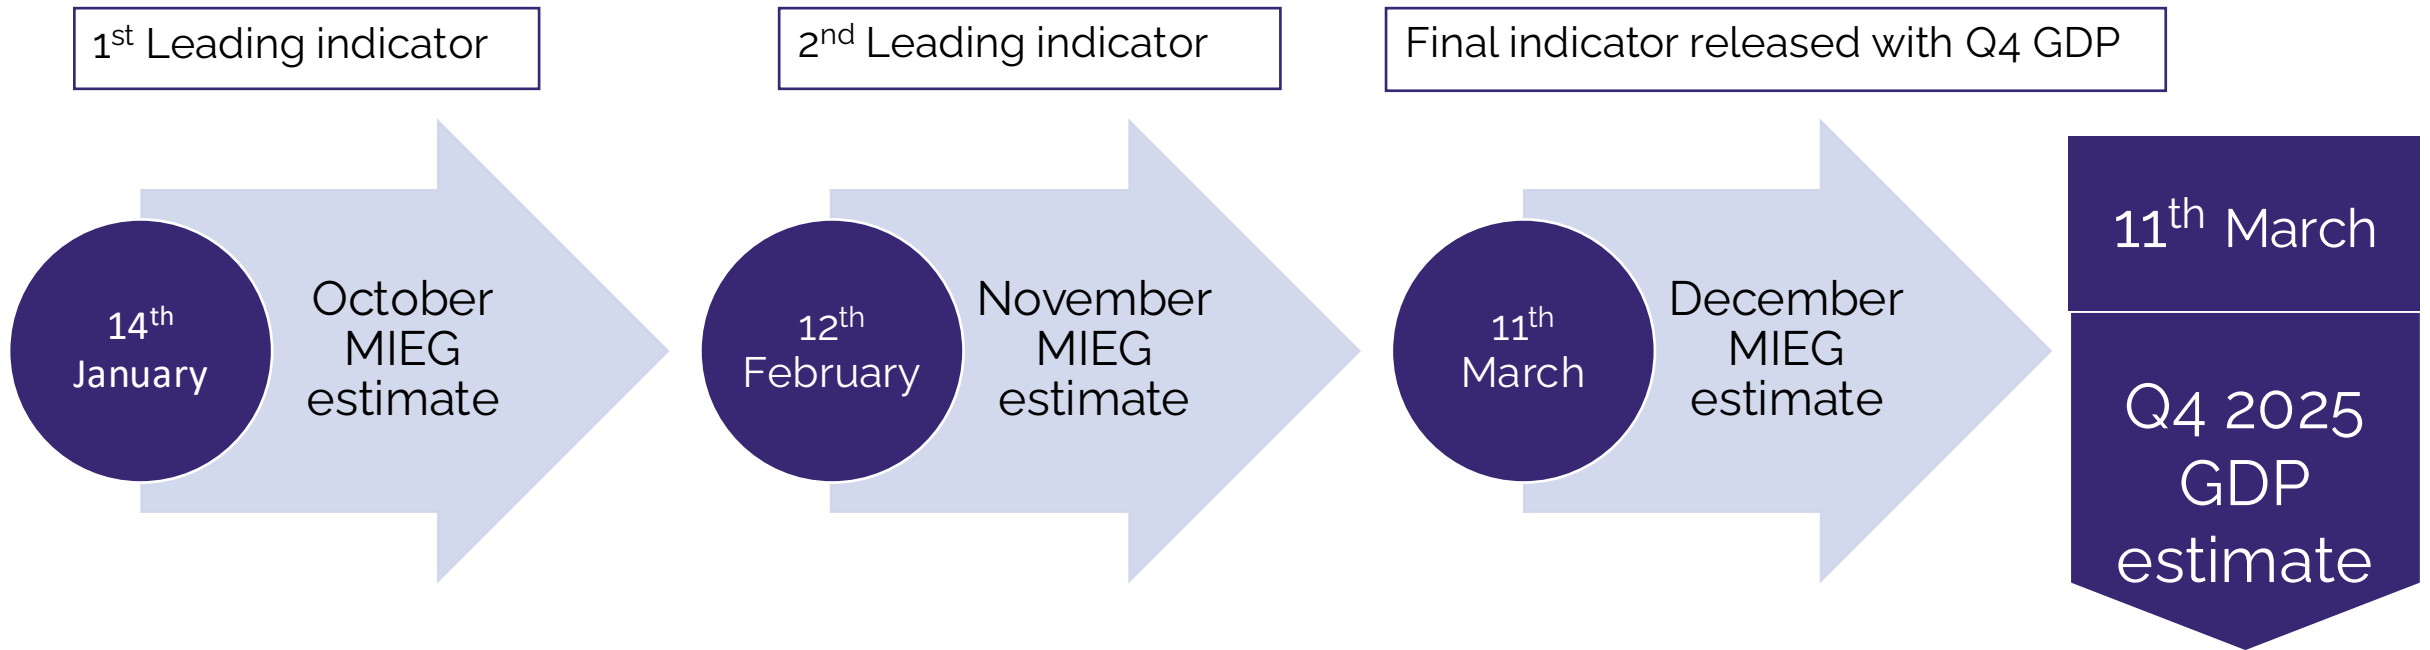 1st Leading indicator
14th
January
October
MIEG
estimate
2nd Leading indicator
12th
February
November
MIEG
estimate
Final indicator released with Q4 GDP
11th
March
December
MIEG
estimate
11th March
Q4 2025
GDP
estimate